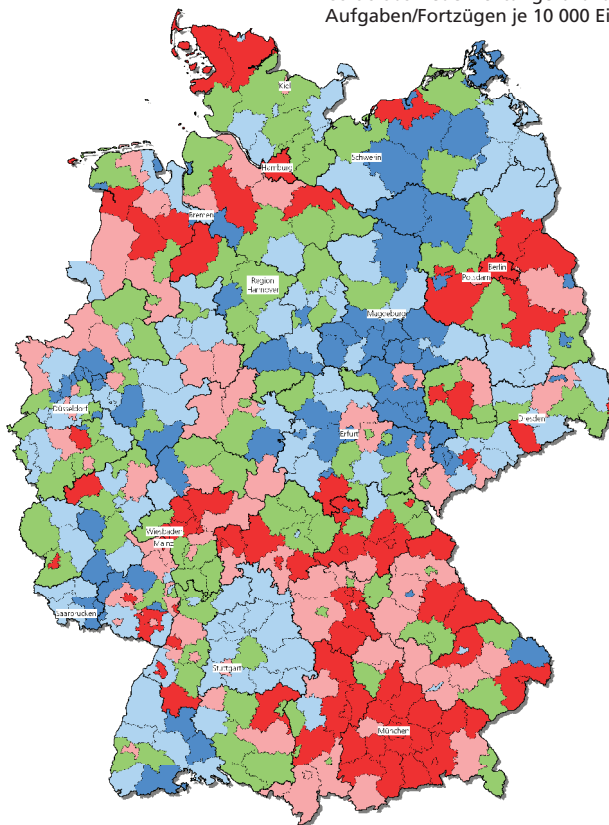 Aufgaben/Fortzügen je 10 000 Ei
Kiel
Schwerin
Hamburg
Bremen
Berlin
Potsdam
Region
Hannover
Magdeburg
Düsseldorf
Dresden
Erfurt
Wiesbaden
Mainz
Saarbrücken
Stuttgart
München